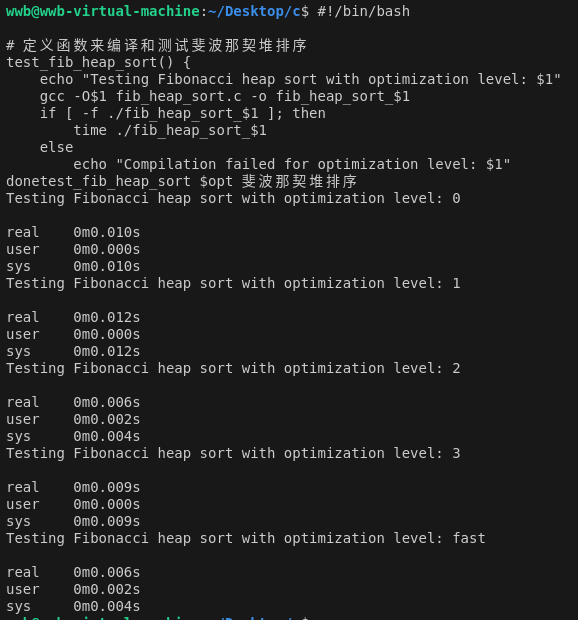 wwb@wwb-virtual-machine:~/Desktop/c$ #!/bin/bash

# 定义函数来编译和测试斐波那契堆排序
test_fib_heap_sort() {
    echo "Testing Fibonacci heap sort with optimization level: $1"
    gcc -O$1 fib_heap_sort.c -o fib_heap_sort_$1
    if [ -f ./fib_heap_sort_$1 ]; then
        time ./fib_heap_sort_$1
    else
        echo "Compilation failed for optimization level: $1"
donetest_fib_heap_sort $opt 斐波那契堆排序
Testing Fibonacci heap sort with optimization level: 0

real    0m0.010s
user    0m0.000s
sys     0m0.010s
Testing Fibonacci heap sort with optimization level: 1

real    0m0.012s
user    0m0.000s
sys     0m0.012s
Testing Fibonacci heap sort with optimization level: 2

real    0m0.006s
user    0m0.002s
sys     0m0.004s
Testing Fibonacci heap sort with optimization level: 3

real    0m0.009s
user    0m0.000s
sys     0m0.009s
Testing Fibonacci heap sort with optimization level: fast

real    0m0.006s
user    0m0.002s
sys     0m0.004s